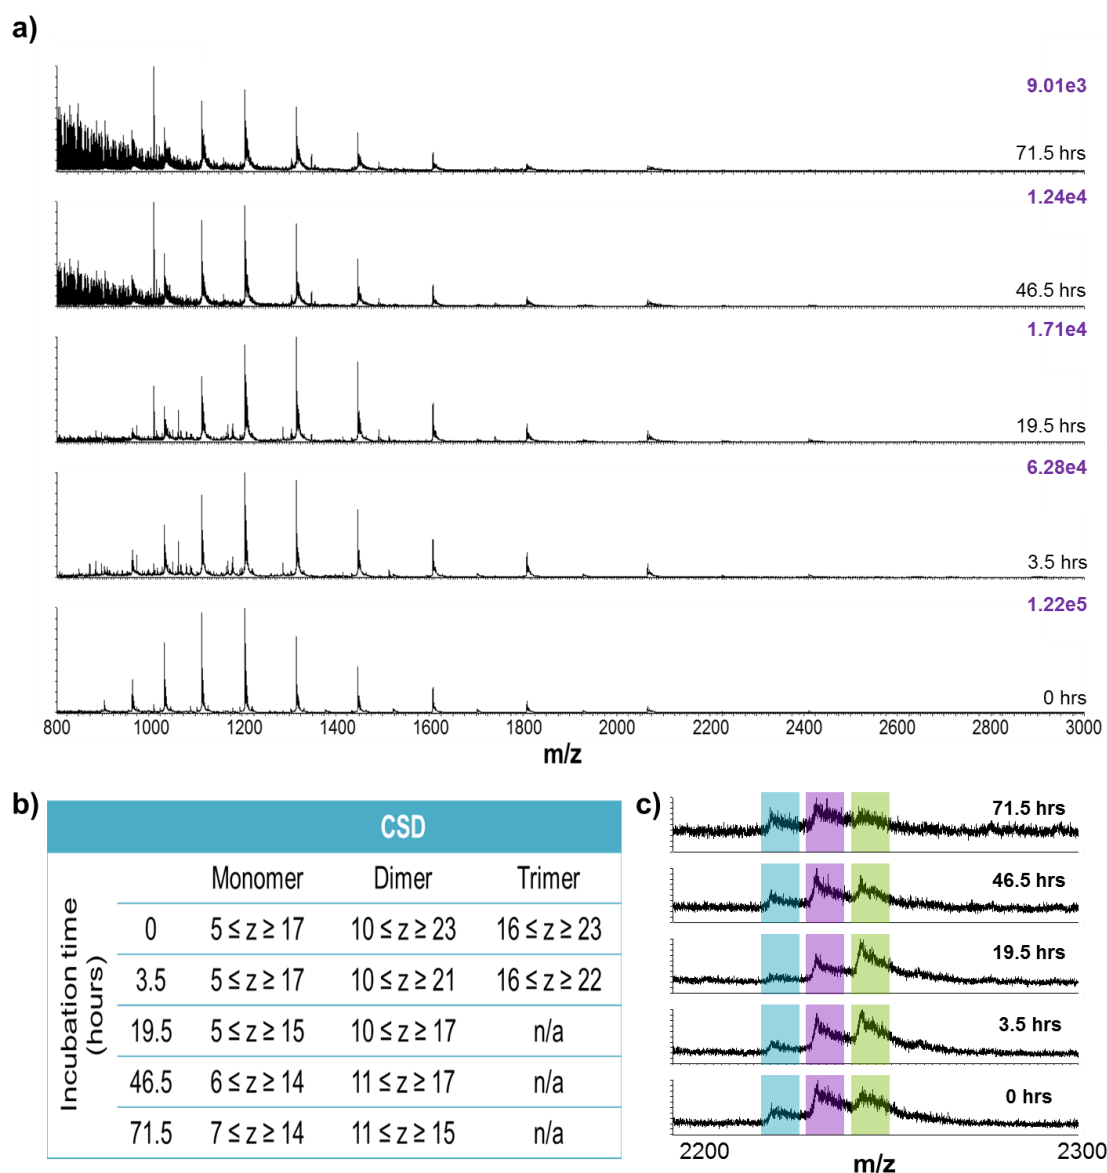 a)
9.01e3
71.5 hrs
1.24e4
46.5 hrs
1.71e4
19.5 hrs
6.28e4
3.5 hrs
1.22e5
0 hrs
800 1000 1200 1400 1600 1800 2000 2200 2400 2600 2800 3000
m/z
b)
CSD
Incubation time
(hours)
Monomer Dimer Trimer
0 5 ≤ z ≥ 17 10 ≤ z ≥ 23 16 ≤ z ≥ 23
3.5 5 ≤ z ≥ 17 10 ≤ z ≥ 21 16 ≤ z ≥ 22
19.5 5 ≤ z ≥ 15 10 ≤ z ≥ 17 n/a
46.5 6 ≤ z ≥ 14 11 ≤ z ≥ 17 n/a
71.5 7 ≤ z ≥ 14 11 ≤ z ≥ 15 n/a
c)
71.5 hrs
46.5 hrs
19.5 hrs
3.5 hrs
0 hrs
2200 2300
m/z